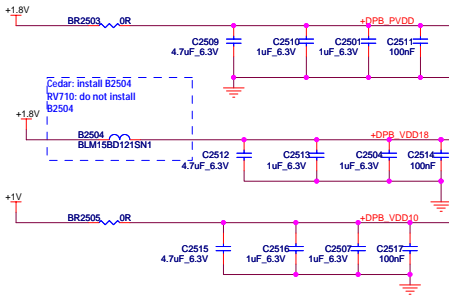 +1.8V
BR2503 0R
+DPB_PVDD
C2509 C2510 C2501 C2511
4.7uF_6.3V 1uF_6.3V 1uF_6.3V 100nF
Cedar: install B2504
RV710: do not install
B2504
+1.8V
B2504
BLM15BD121SN1
+DPB_VDD18
C2512 C2513 C2504 C2514
4.7uF_6.3V 1uF_6.3V 1uF_6.3V 100nF
+1V
BR2505 0R
+DPB_VDD10
C2515 C2516 C2507 C2517
4.7uF_6.3V 1uF_6.3V 1uF_6.3V 100nF